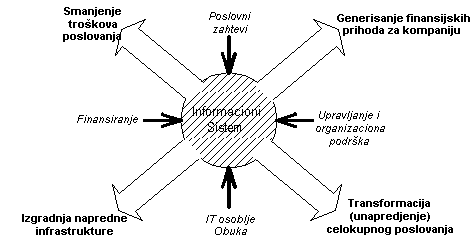 Smanjenje
troškova
poslovanja
Poslovni
zahtevi
Generisanje finansijskih
prihoda za kompaniju
Finansiranje
Informacioni
Sistem
Upravljanje i
organizaciona
podrška
Izgradnja napredne
infrastrukture
IT osoblje
Obuka
Transformacija
(unapredjenje)
celokupnog poslovanja